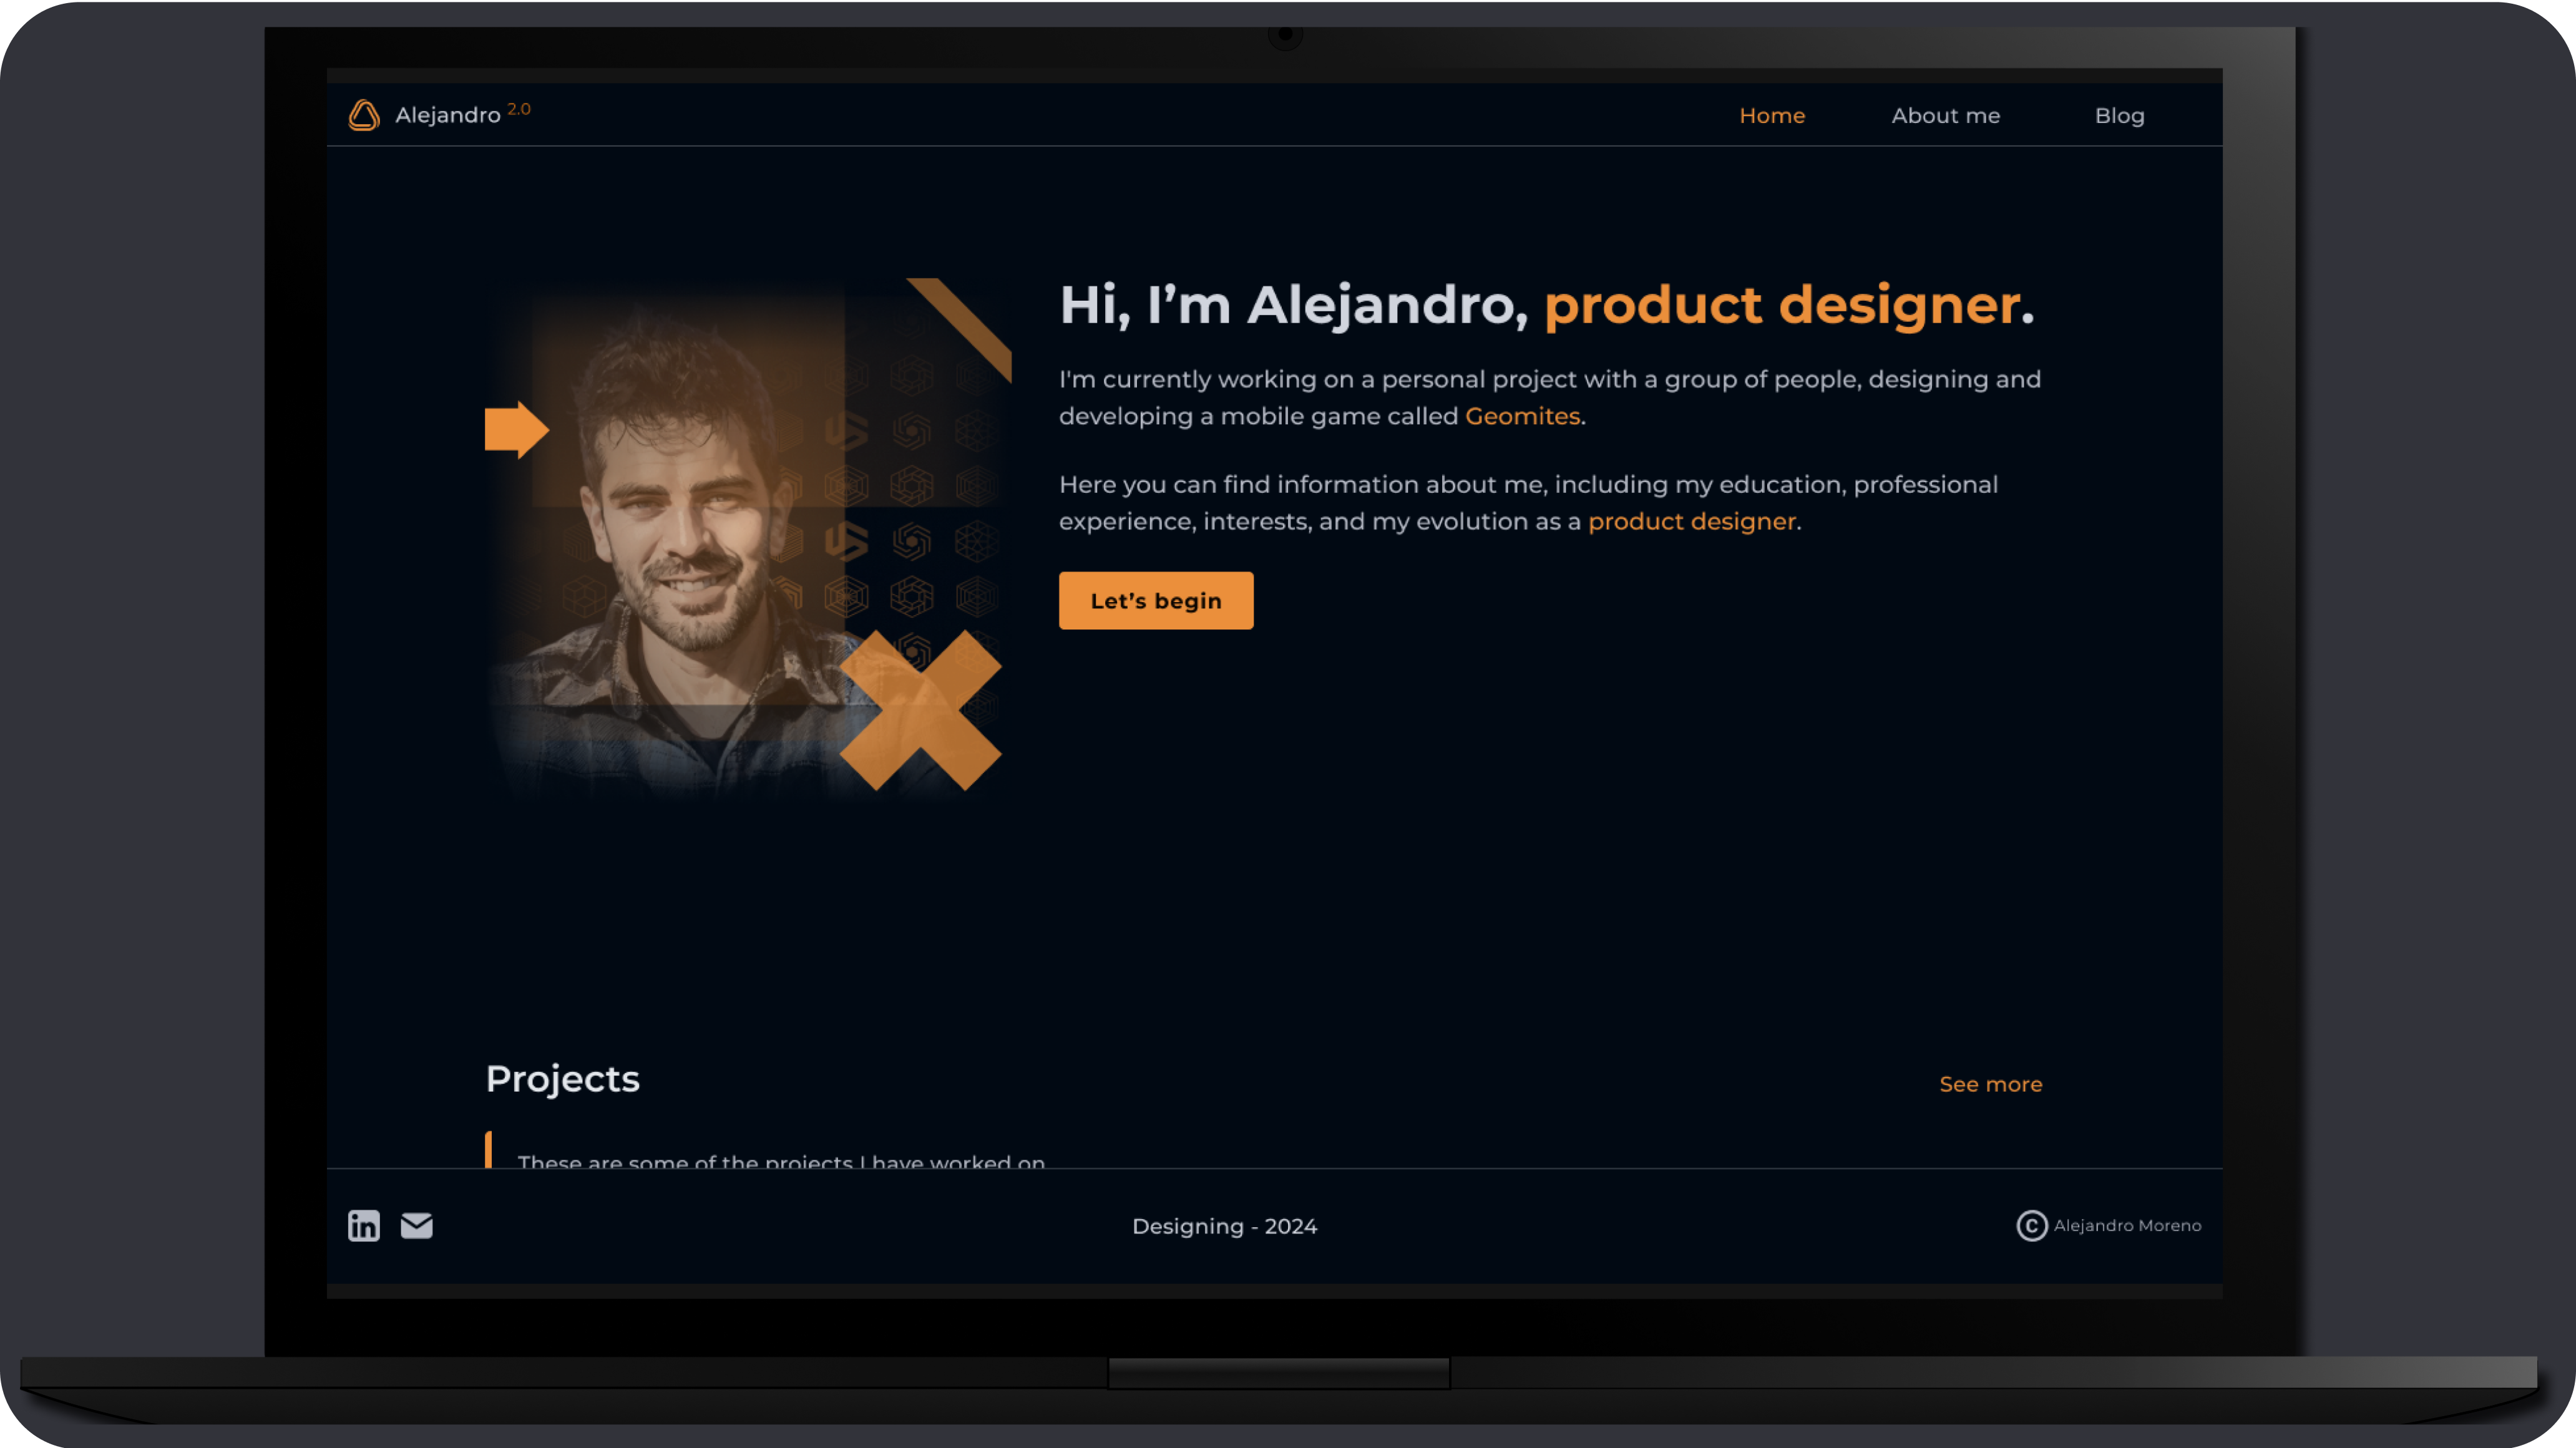 Alejandro 2.0
Home
About me
Blog
Hi, I’m Alejandro, product designer.
I'm currently working on a personal project with a group of people, designing and
developing a mobile game called Geomites.
Here you can find information about me, including my education, professional
experience, interests, and my evolution as a product designer.
Let’s begin
Projects
See more
These are some of the projects I have worked on
in
Designing - 2024
© Alejandro Moreno